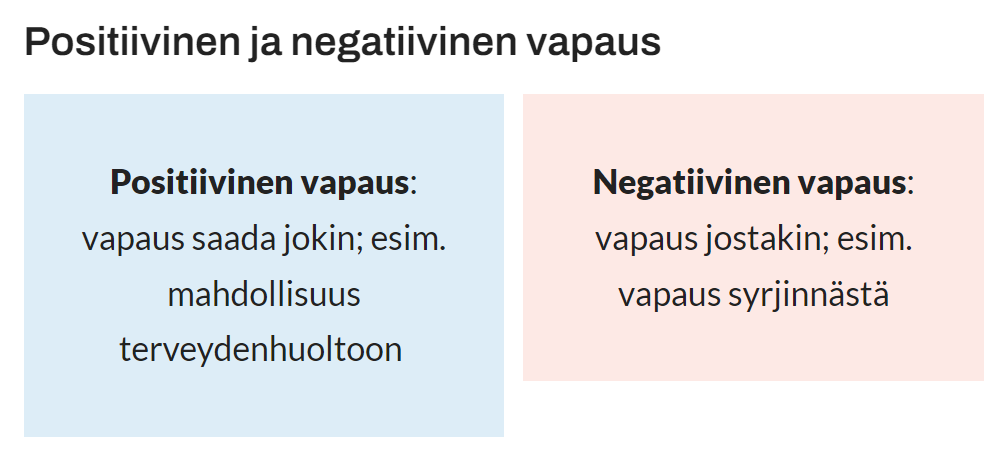 Positiivinen ja negatiivinen vapaus
Positiivinen vapaus:
vapaus saada jokin; esim.
mahdollisuus
terveydenhuoltoon
Negatiivinen vapaus:
vapaus jostakin; esim.
vapaus syrjinnästä